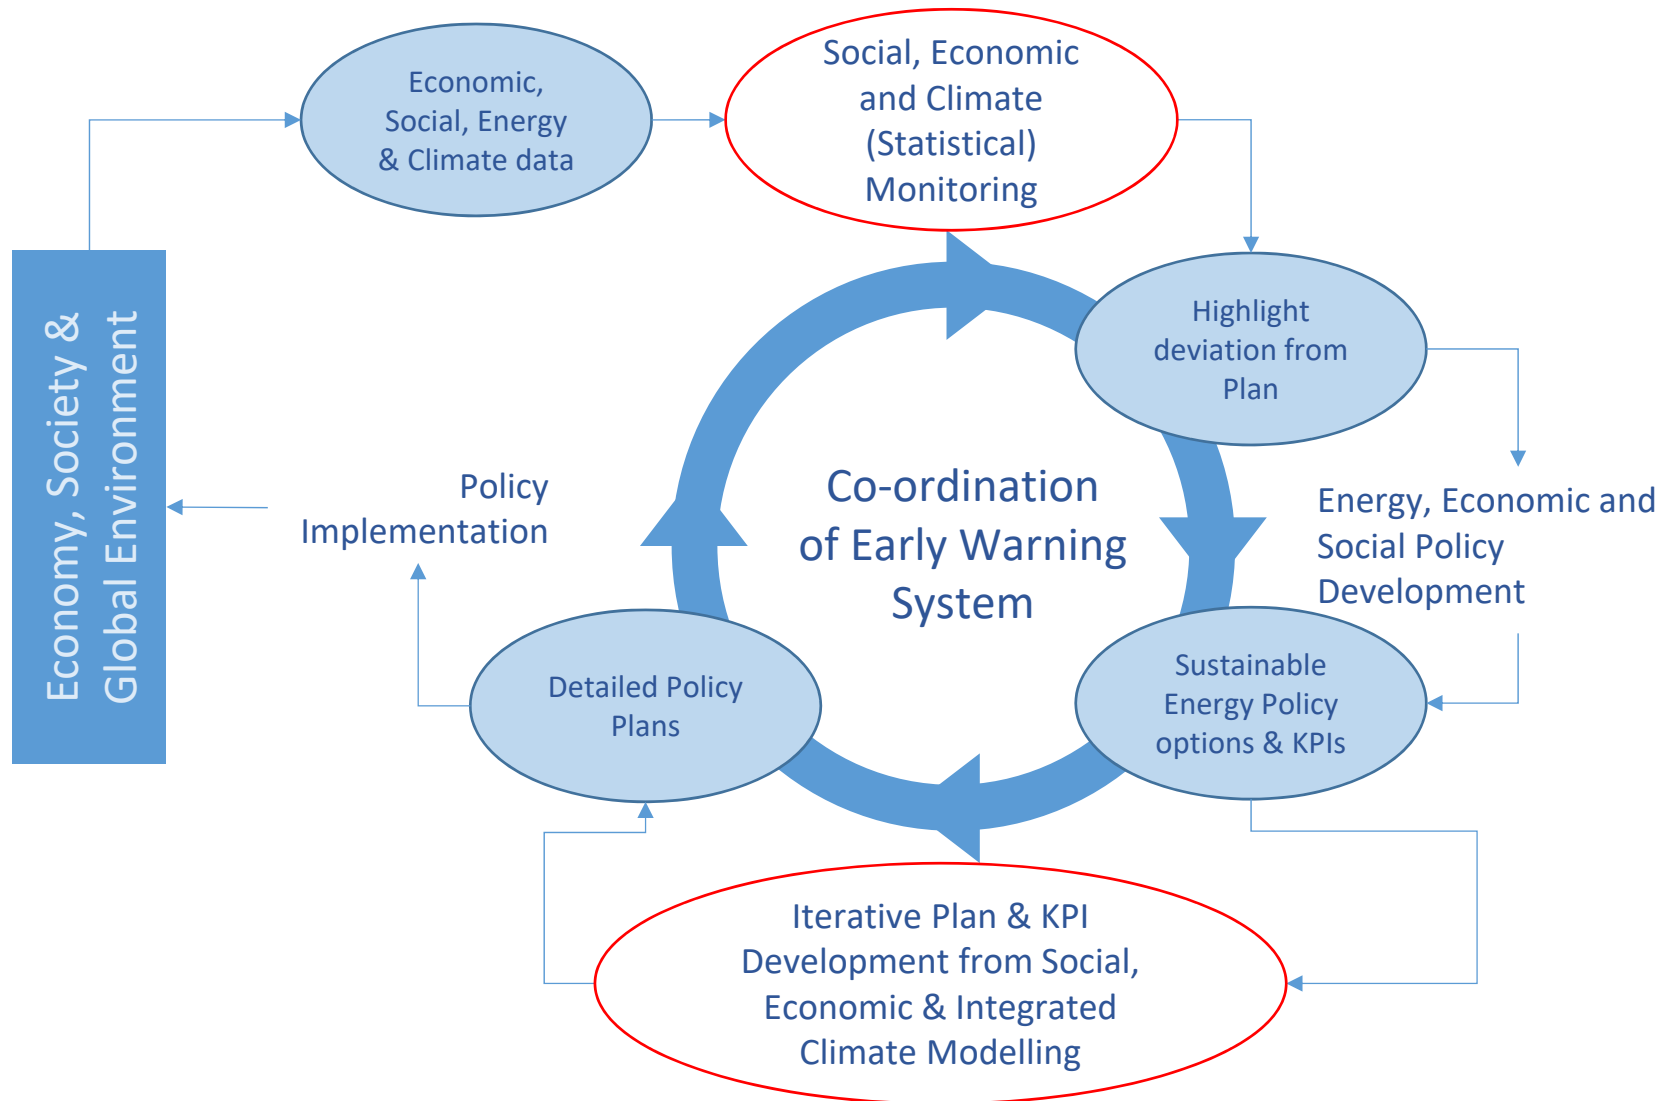 Economic,
Social, Energy
& Climate data
Social, Economic
and Climate
(Statistical)
Monitoring
Highlight
deviation from
Plan
Economy, Society &
Global Environment
Policy
Implementation
Co-ordination
of Early Warning
System
Energy, Economic and
Social Policy
Development
Detailed Policy
Plans
Sustainable
Energy Policy
options & KPIs
Iterative Plan & KPI
Development from Social,
Economic & Integrated
Climate Modelling